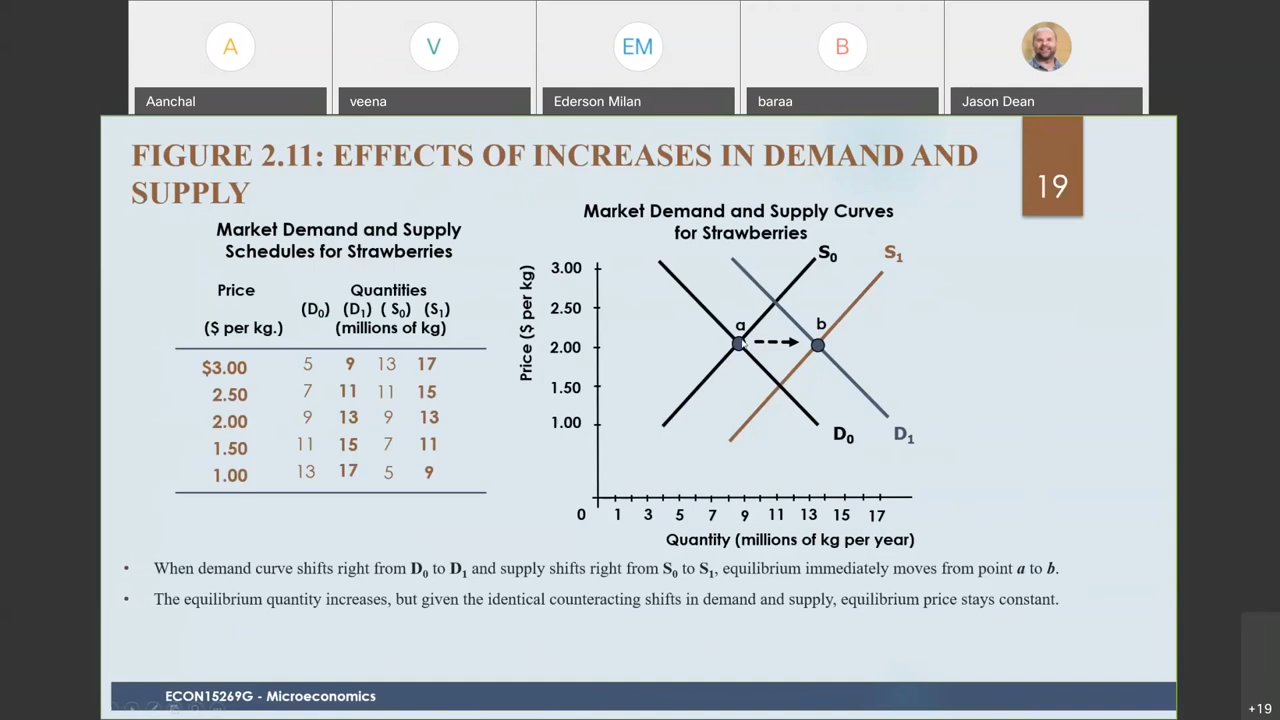 A
V
EM
B
Aanchal
veena
Ederson Milan
baraa
Jason Dean
FIGURE 2.11: EFFECTS OF INCREASES IN DEMAND AND
SUPPLY
19
Market Demand and Supply
Schedules for Strawberries
Price Quantities
(D0) (D1) ( S0) (S1)
($ per kg.) (millions of kg)
$3.00 5 9 13 17
2.50 7 11 11 15
2.00 9 13 9 13
1.50 11 15 7 11
1.00 13 17 5 9
Market Demand and Supply Curves
for Strawberries
S0 S1
Price ($ per kg)
3.00
2.50
2.00
1.50
1.00
a b
D0 D1
0 1 3 5 7 9 11 13 15 17
Quantity (millions of kg per year)
• When demand curve shifts right from D0 to D1 and supply shifts right from S0 to S1, equilibrium immediately moves from point a to b.
• The equilibrium quantity increases, but given the identical counteracting shifts in demand and supply, equilibrium price stays constant.
ECON15269G - Microeconomics
+19